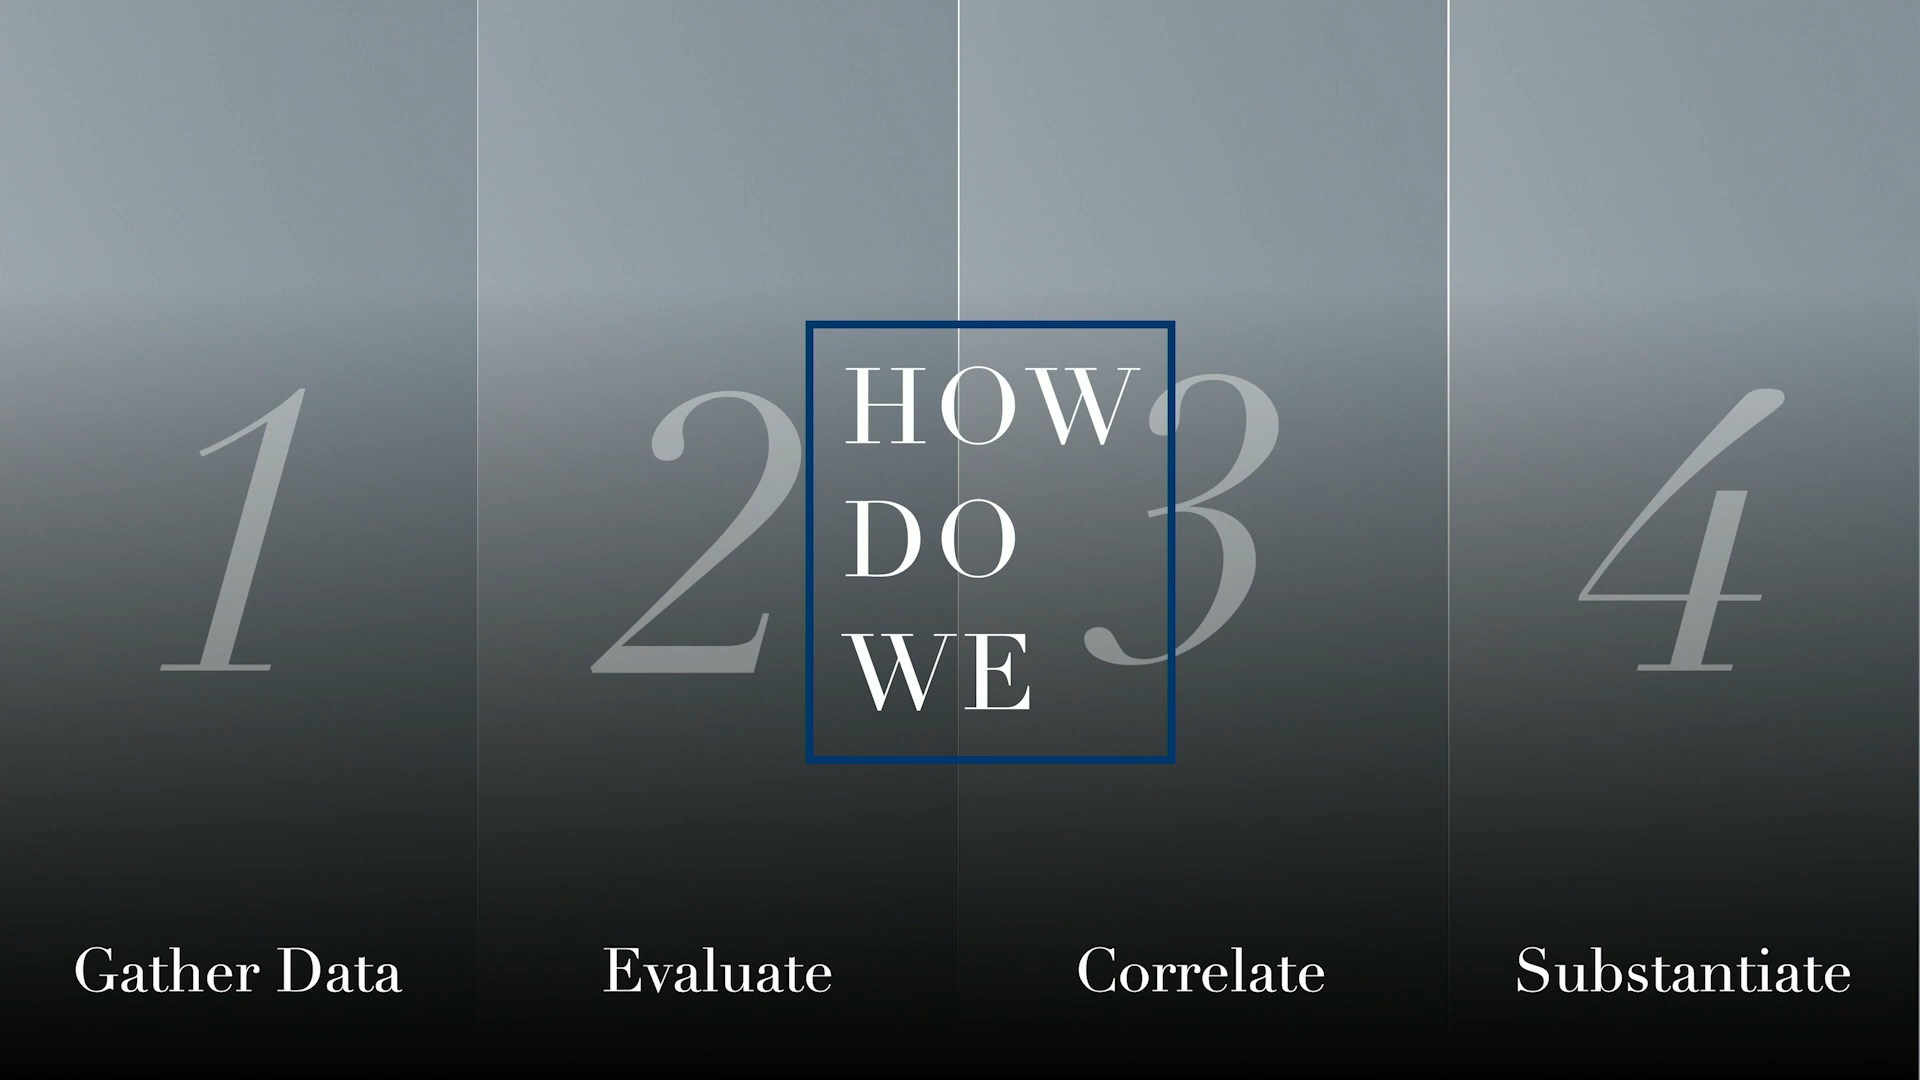 1
2
3
4
HOW
DO
WE
Gather Data
Evaluate
Correlate
Substantiate